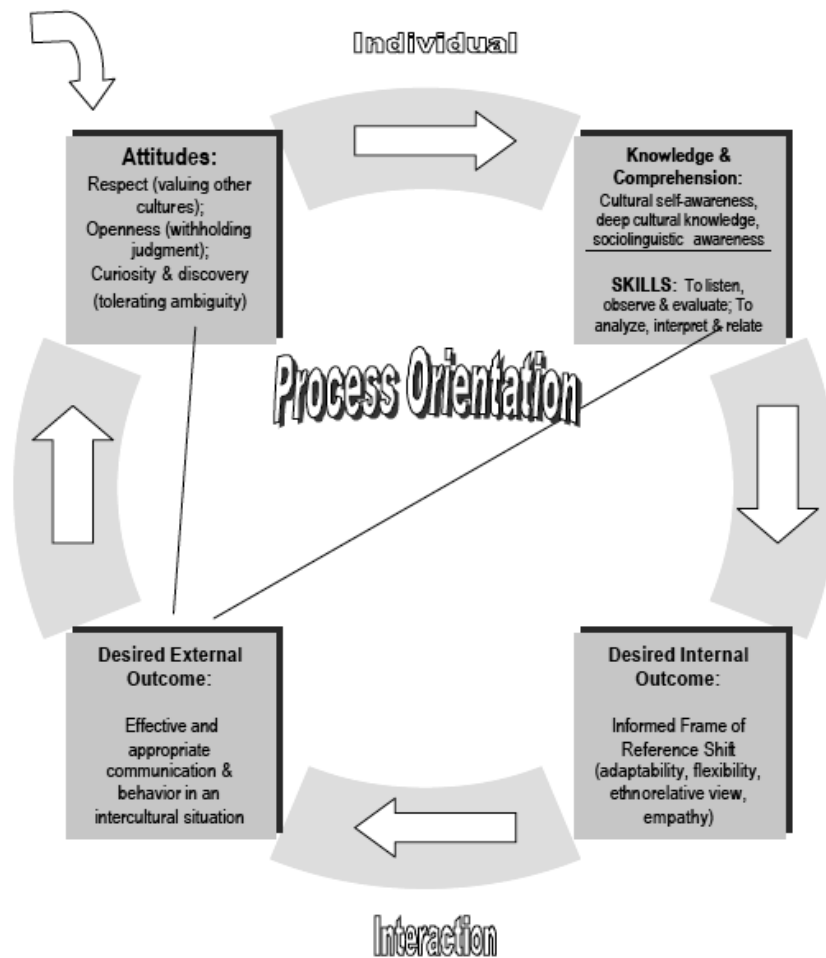 Individual
Attitudes:
Respect (valuing other
cultures);
Openness (withholding
judgment);
Curiosity & discovery
(tolerating ambiguity)
Knowledge &
Comprehension:
Cultural self-awareness,
deep cultural knowledge,
sociolinguistic awareness
SKILLS: To listen,
observe & evaluate; To
analyze, interpret & relate
Process Orientation
Desired External
Outcome:
Effective and
appropriate
communication &
behavior in an
intercultural situation
Desired Internal
Outcome:
Informed Frame of
Reference Shift
(adaptability, flexibility,
ethnorelative view,
empathy)
Interaction